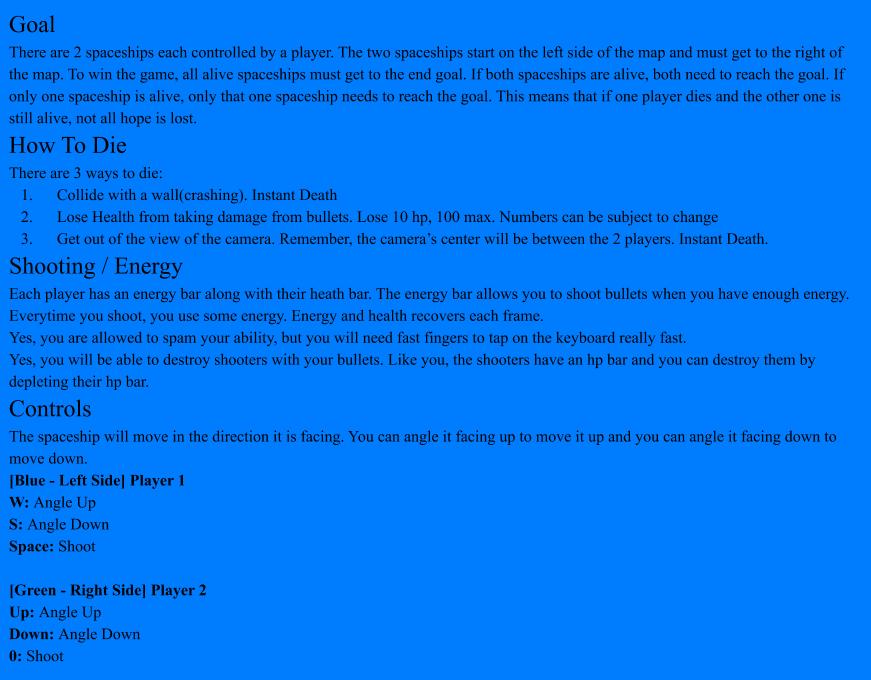 Goal
There are 2 spaceships each controlled by a player. The two spaceships start on the left side of the map and must get to the right of
the map. To win the game, all alive spaceships must get to the end goal. If both spaceships are alive, both need to reach the goal. If
only one spaceship is alive, only that one spaceship needs to reach the goal. This means that if one player dies and the other one is
still alive, not all hope is lost.
How To Die
There are 3 ways to die:
1. Collide with a wall(crashing). Instant Death
2. Lose Health from taking damage from bullets. Lose 10 hp, 100 max. Numbers can be subject to change
3. Get out of the view of the camera. Remember, the camera's center will be between the 2 players. Instant Death.
Shooting / Energy
Each player has an energy bar along with their heath bar. The energy bar allows you to shoot bullets when you have enough energy.
Everytime you shoot, you use some energy. Energy and health recovers each frame.
Yes, you are allowed to spam your ability, but you will need fast fingers to tap on the keyboard really fast.
Yes, you will be able to destroy shooters with your bullets. Like you, the shooters have an hp bar and you can destroy them by
depleting their hp bar.
Controls
The spaceship will move in the direction it is facing. You can angle it facing up to move it up and you can angle it facing down to
move down.
[Blue - Left Side] Player 1
W: Angle Up
S: Angle Down
Space: Shoot
[Green - Right Side] Player 2
Up: Angle Up
Down: Angle Down
0: Shoot